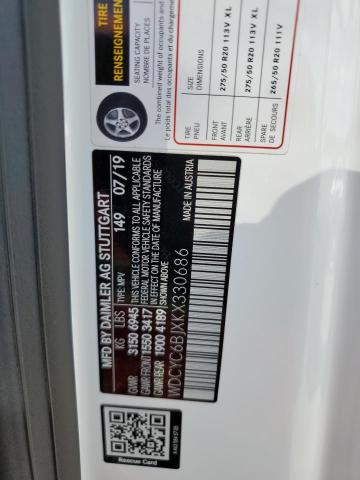 TIRE
RENSEIGNEMENT
SEATING CAPACITY
NOMBRE DE PLACES
The combined weight of occupants and cargo
Le poids total des occupants et du chargement
TIRE
PNEU
SIZE
DIMENSIONS
FRONT
AVANT
275/50 R20 113V XL
REAR
ARRIÈRE
275/50 R20 113V XL
SPARE
DE SECOURS
265/50 R20 111V
MFD BY DAIMLER AG STUTTGART
KG LBS TYPE: MPV 149 07/19
GVWR 3150 6945
GAWR FRONT 1550 3417
GAWR REAR 1900 4189
THIS VEHICLE CONFORMS TO ALL APPLICABLE
FEDERAL MOTOR VEHICLE SAFETY STANDARDS
IN EFFECT ON THE DATE OF MANUFACTURE
SHOWN ABOVE
MADE IN AUSTRIA
WDCYC6BJXKX330686
Rescue Card